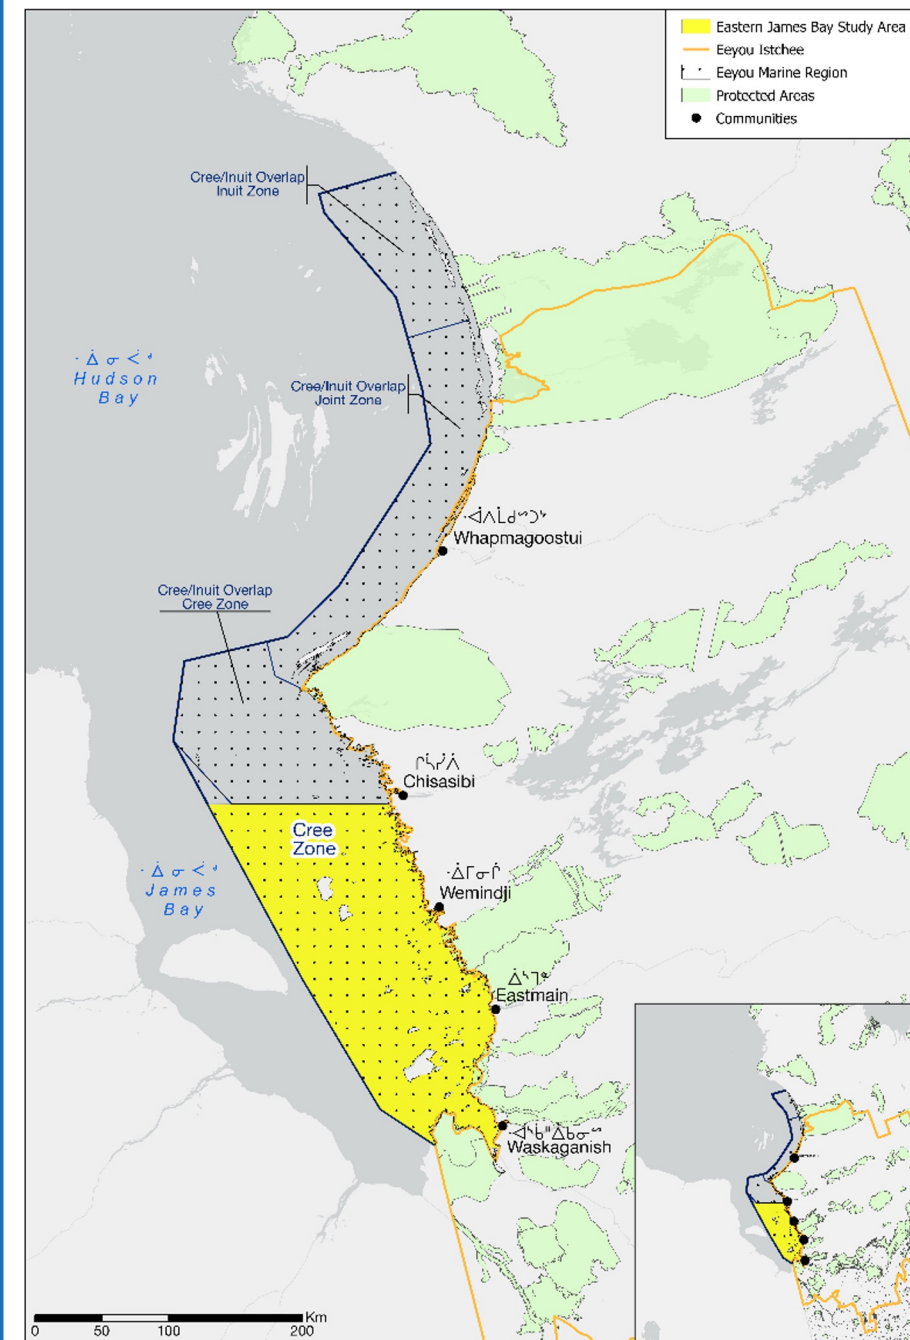 Eastern James Bay Study Area
Eeyou Istchee
Eeyou Marine Region
Protected Areas
Communities
Cree/Inuit Overlap
Inuit Zone
Cree/Inuit Overlap
Joint Zone
Hudson
Bay
Whapmagoostui
Cree/Inuit Overlap
Cree Zone
Chisasibi
Cree
Zone
James
Bay
Wemindji
Eastmain
Waskaganish
Km
0 50 100 200